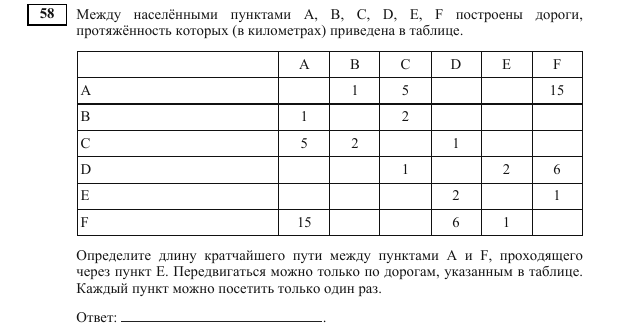 58 Между населёнными пунктами A, B, C, D, E, F построены дороги,
протяжённость которых (в километрах) приведена в таблице.
A B C D E F
A 1 5 15
B 1 2
C 5 2 1
D 1 2 6
E 2 1
F 15 6 1
Определите длину кратчайшего пути между пунктами A и F, проходящего
через пункт E. Передвигаться можно только по дорогам, указанным в таблице.
Каждый пункт можно посетить только один раз.
Ответ: ____________________________.